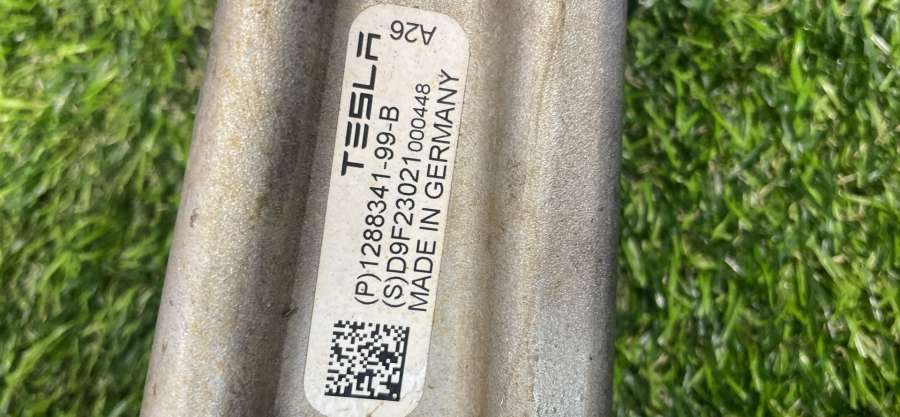 TESLA A26
(P)1288341-99-B
(S)D9F23021000448
MADE IN GERMANY